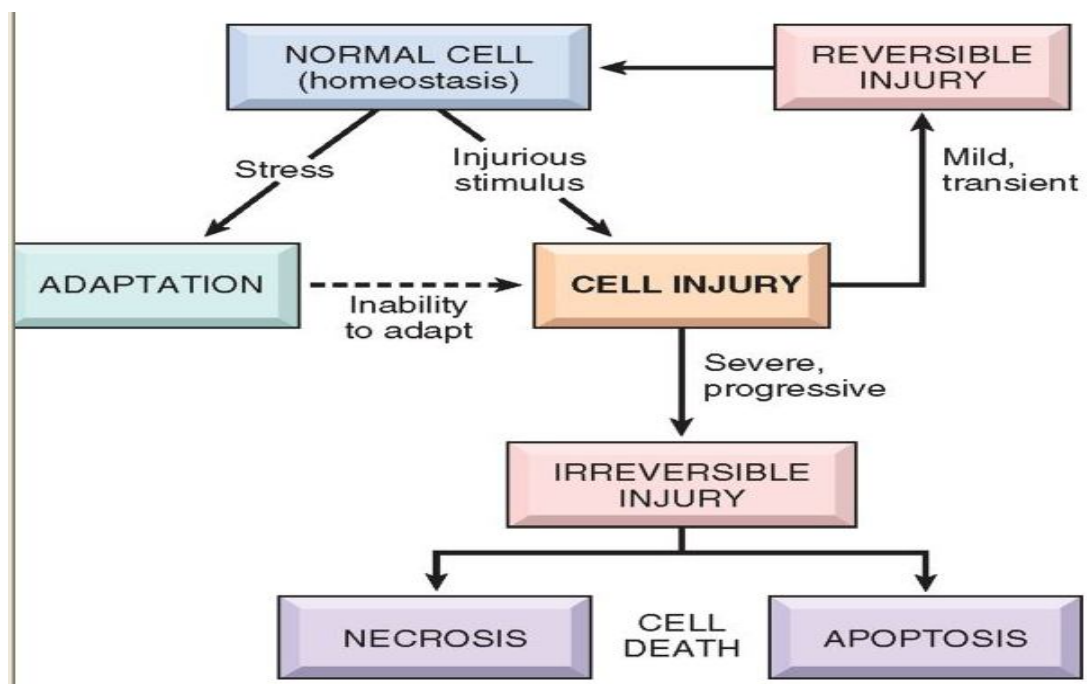 NORMAL CELL
(homeostasis)
REVERSIBLE
INJURY
Stress
Injurious
stimulus
Mild,
transient
ADAPTATION
Inability
to adapt
CELL INJURY
Severe,
progressive
IRREVERSIBLE
INJURY
NECROSIS
CELL
DEATH
APOPTOSIS